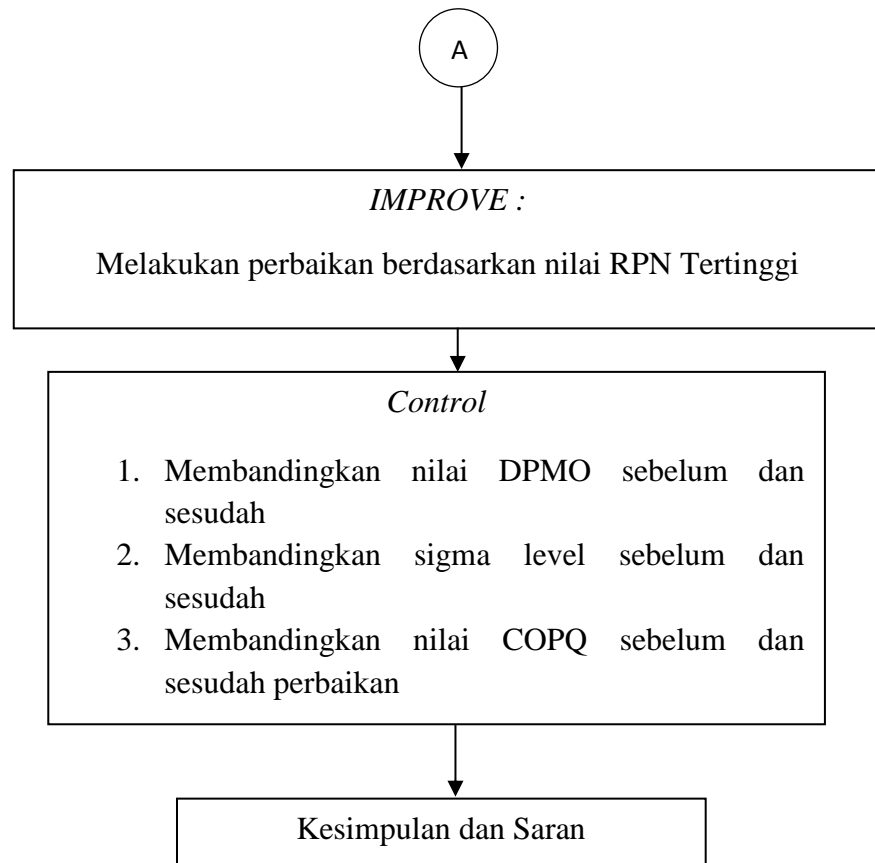 A
IMPROVE :
Melakukan perbaikan berdasarkan nilai RPN Tertinggi
Control
1. Membandingkan nilai DPMO sebelum dan
sesudah
2. Membandingkan sigma level sebelum dan
sesudah
3. Membandingkan nilai COPQ sebelum dan
sesudah perbaikan
Kesimpulan dan Saran